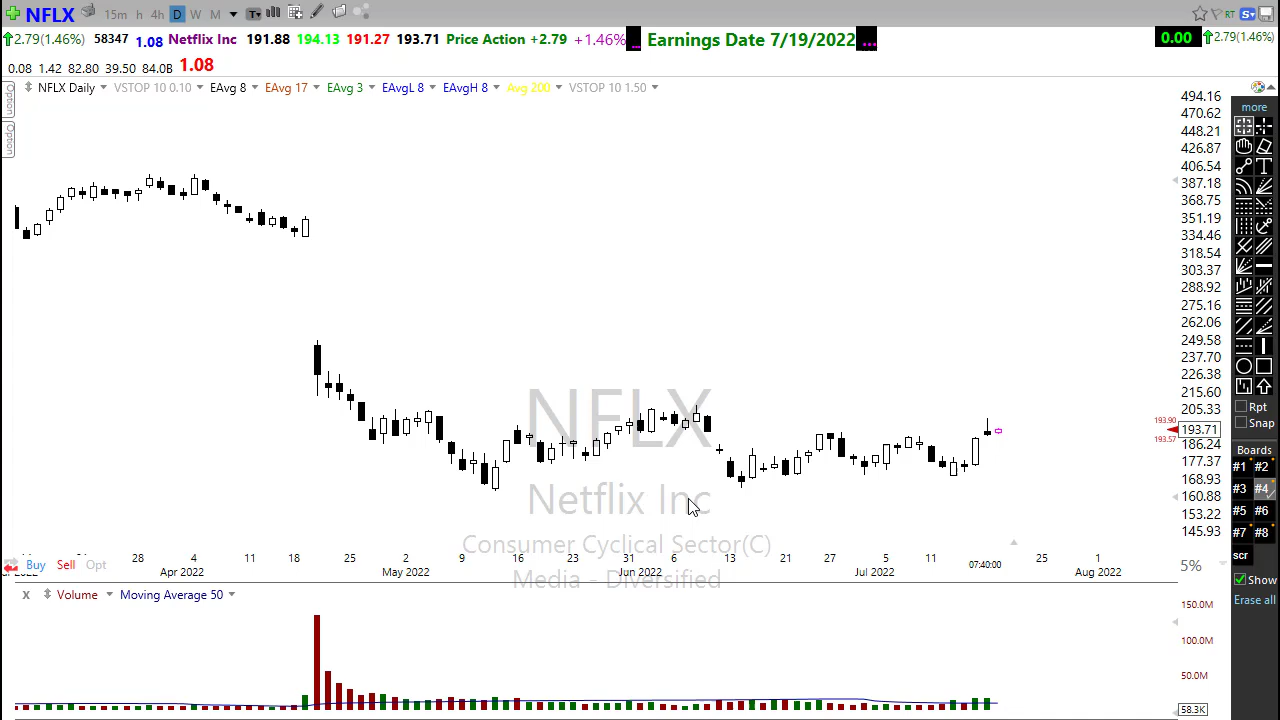 NFLX 15m h 4h D W M T RT S
2.79(1.46%) 58347 1.08 Netflix Inc 191.88 194.13 191.27 193.71 Price Action +2.79 +1.46% ... Earnings Date 7/19/2022 ... 0.00 2.79(1.46%)
0.08 1.42 82.80 39.50 84.0B 1.08
Option
Option
NFLX Daily VSTOP 10 0.10 EAvg 8 EAvg 17 EAvg 3 EAvgL 8 EAvgH 8 Avg 200 VSTOP 10 1.50
494.16
470.62
448.21
426.87
406.54
387.18
368.75
351.19
334.46
318.54
303.37
288.92
275.16
262.06
249.58
237.70
226.38
215.60
205.33
193.90
193.71
193.57
186.24
177.37
168.93
160.88
153.22
145.93
more
Rpt
Snap
Boards
#1 #2
#3 #4
#5 #6
#7 #8
scr
Show
Erase all
NFLX
Netflix Inc
Consumer Cyclical Sector(C)
Media - Diversified
28 4 11 18 25 2 9 16 23 31 6 13 21 27 5 11 25 1
Apr 2022 May 2022 Jun 2022 Jul 2022 07:40:00 Aug 2022
Buy Sell Opt 5%
X Volume Moving Average 50
150.0M
100.0M
50.0M
58.3K